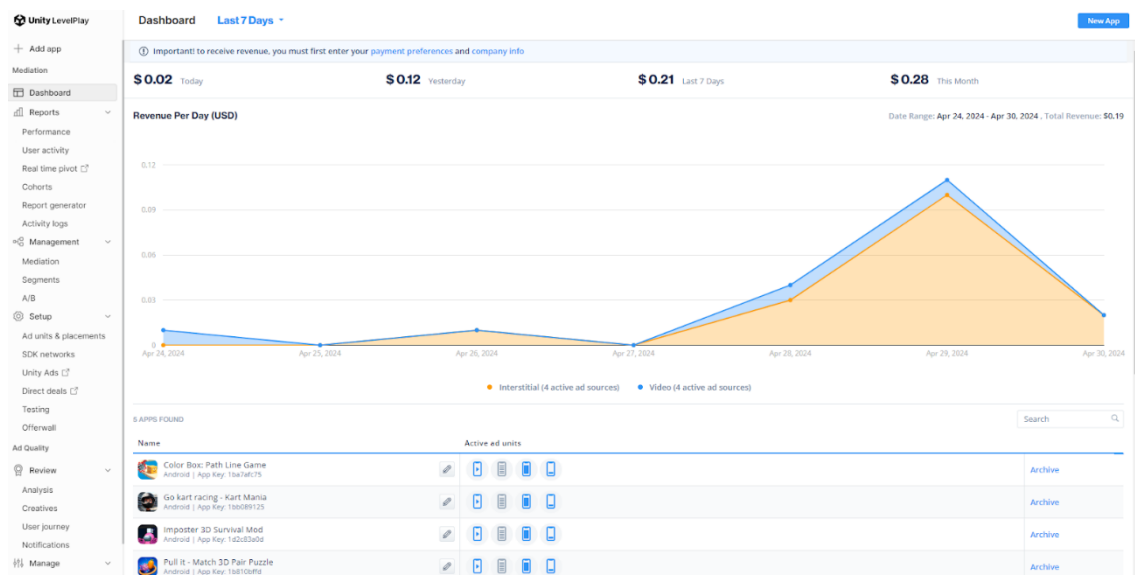 Unity LevelPlay
Dashboard Last 7 Days
New App
+ Add app
Mediation
Dashboard
Reports
Performance
User activity
Real time pivot
Cohorts
Report generator
Activity logs
Management
Mediation
Segments
A/B
Setup
Ad units & placements
SDK networks
Unity Ads
Direct deals
Testing
Offerwall
Ad Quality
Review
Analysis
Creatives
User journey
Notifications
Manage
Important! to receive revenue, you must first enter your payment preferences and company info
$ 0.02 Today
$ 0.12 Yesterday
$ 0.21 Last 7 Days
$ 0.28 This Month
Revenue Per Day (USD)
Date Range: Apr 24, 2024 - Apr 30, 2024 . Total Revenue: $0.19
0.12
0.09
0.06
0.03
0
Apr 24, 2024 Apr 25, 2024 Apr 26, 2024 Apr 27, 2024 Apr 28, 2024 Apr 29, 2024 Apr 30, 2024
Interstitial (4 active ad sources) Video (4 active ad sources)
5 APPS FOUND
Search
Name Active ad units
Color Box: Path Line Game
Android | App Key: 1ba7afc75
Archive
Go kart racing - Kart Mania
Android | App Key: 1bb089125
Archive
Imposter 3D Survival Mod
Android | App Key: 1d2c83a0d
Archive
Pull it - Match 3D Pair Puzzle
Android | App Key: 1b810bffd
Archive